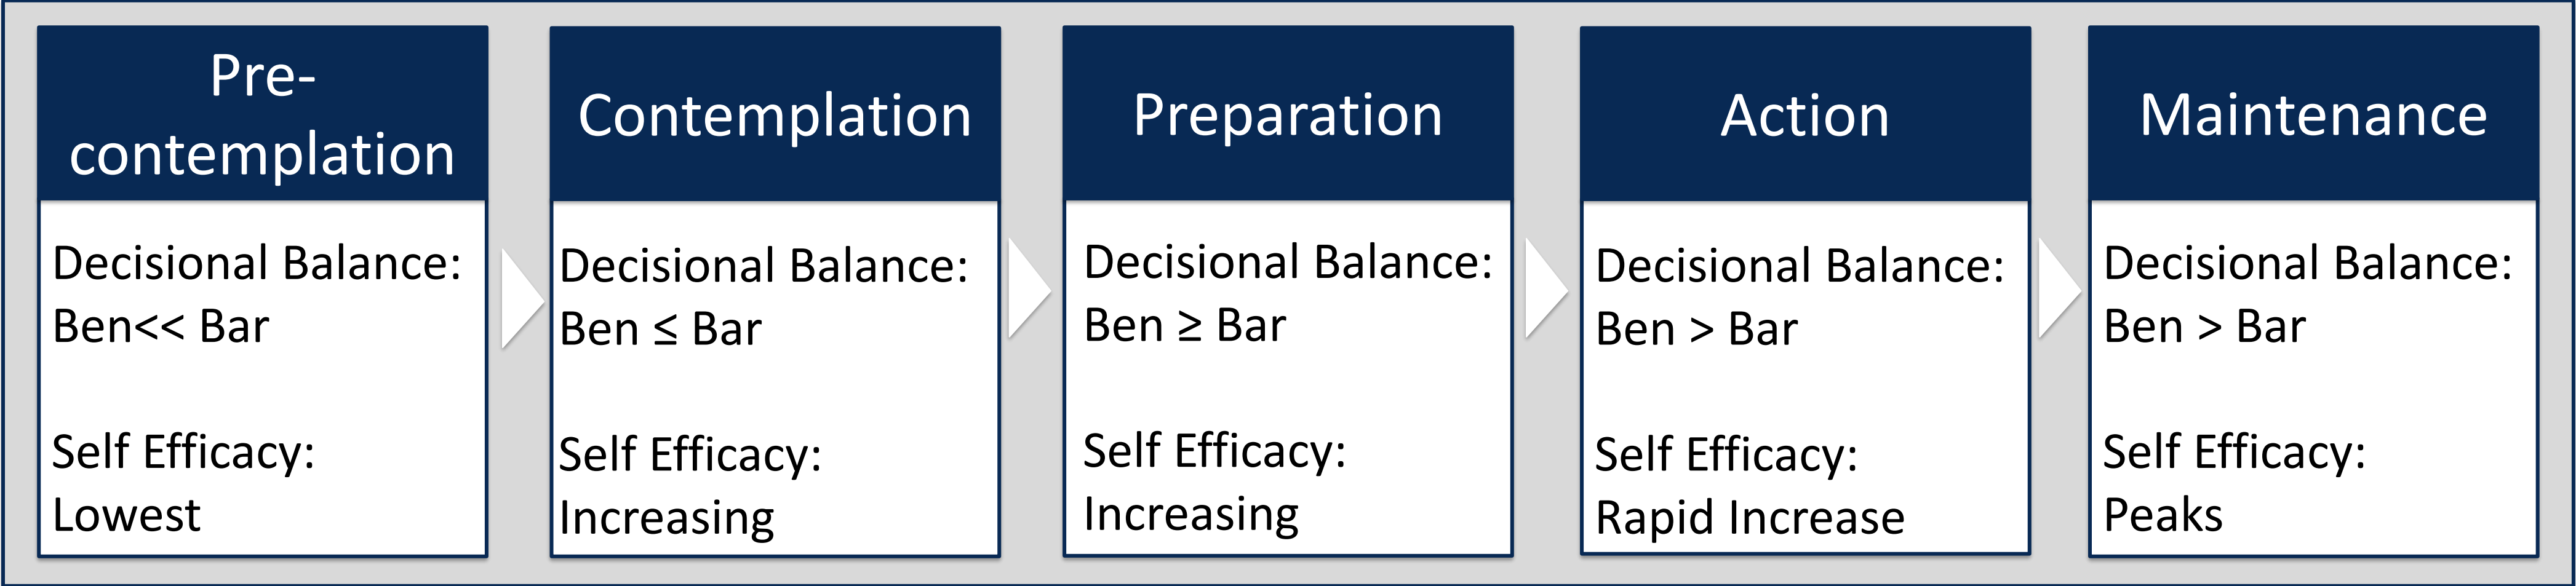 Pre-
contemplation
Decisional Balance:
Ben<< Bar
Self Efficacy:
Lowest
Contemplation
Decisional Balance:
Ben ≤ Bar
Self Efficacy:
Increasing
Preparation
Decisional Balance:
Ben ≥ Bar
Self Efficacy:
Increasing
Action
Decisional Balance:
Ben > Bar
Self Efficacy:
Rapid Increase
Maintenance
Decisional Balance:
Ben > Bar
Self Efficacy:
Peaks